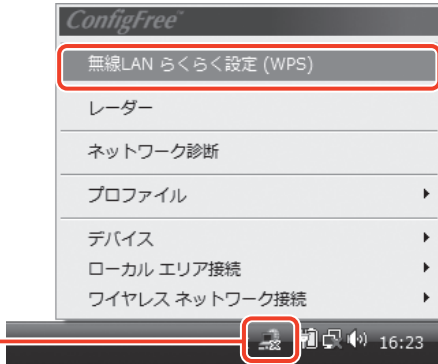 ConfigFree™
無線LAN らくらく設定 (WPS)
レーダー
ネットワーク診断
プロファイル
デバイス
ローカル エリア接続
ワイヤレス ネットワーク接続
16:23